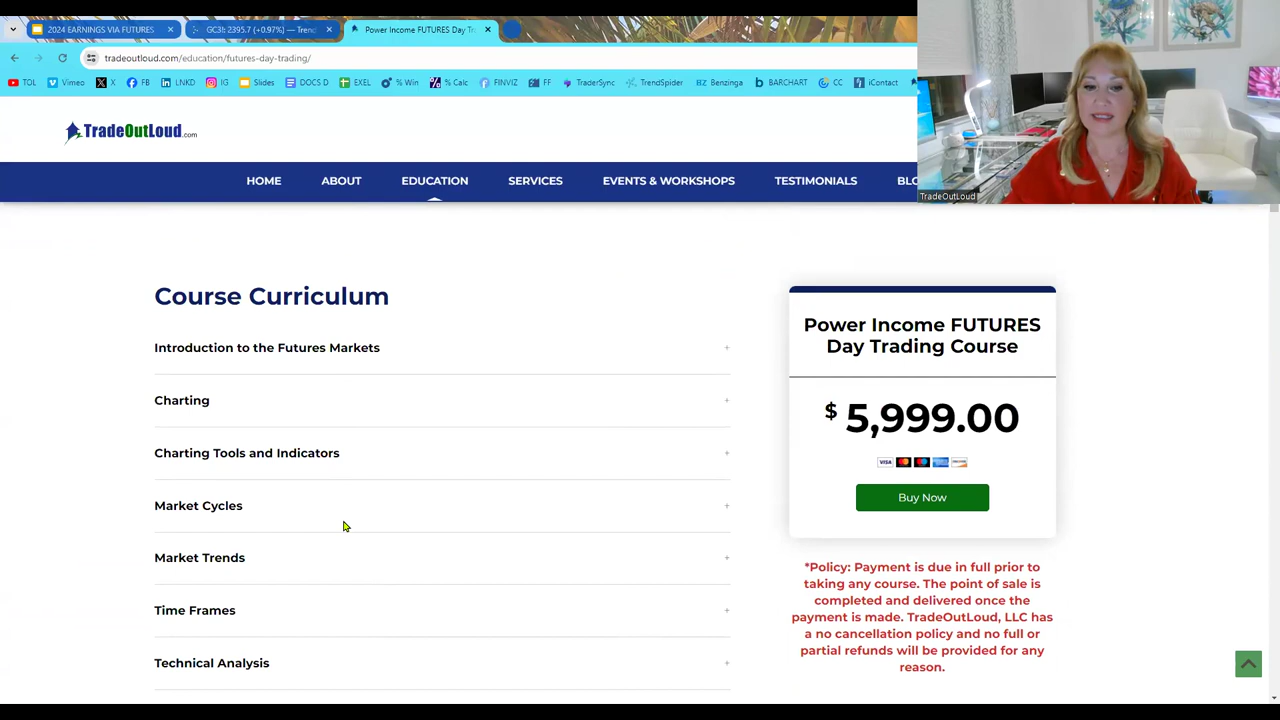 2024 EARNINGS VIA FUTURES
GC3!: 2395.7 (+0.97%) — Tren
Power Income FUTURES Day Tr
tradeoutloud.com/education/futures-day-trading/
TOL Vimeo X FB LNKD IG Slides DOCS D EXEL % Win % Calc FINVIZ FF TraderSync TrendSpider Benzinga BARCHART CC iContact
TradeOutLoud.com
HOME ABOUT EDUCATION SERVICES EVENTS & WORKSHOPS TESTIMONIALS BLO
TradeOutLoud
Course Curriculum
Introduction to the Futures Markets +
Charting +
Charting Tools and Indicators +
Market Cycles +
Market Trends +
Time Frames +
Technical Analysis +
Power Income FUTURES
Day Trading Course
$ 5,999.00
VISA
Buy Now
*Policy: Payment is due in full prior to
taking any course. The point of sale is
completed and delivered once the
payment is made. TradeOutLoud, LLC has
a no cancellation policy and no full or
partial refunds will be provided for any
reason.